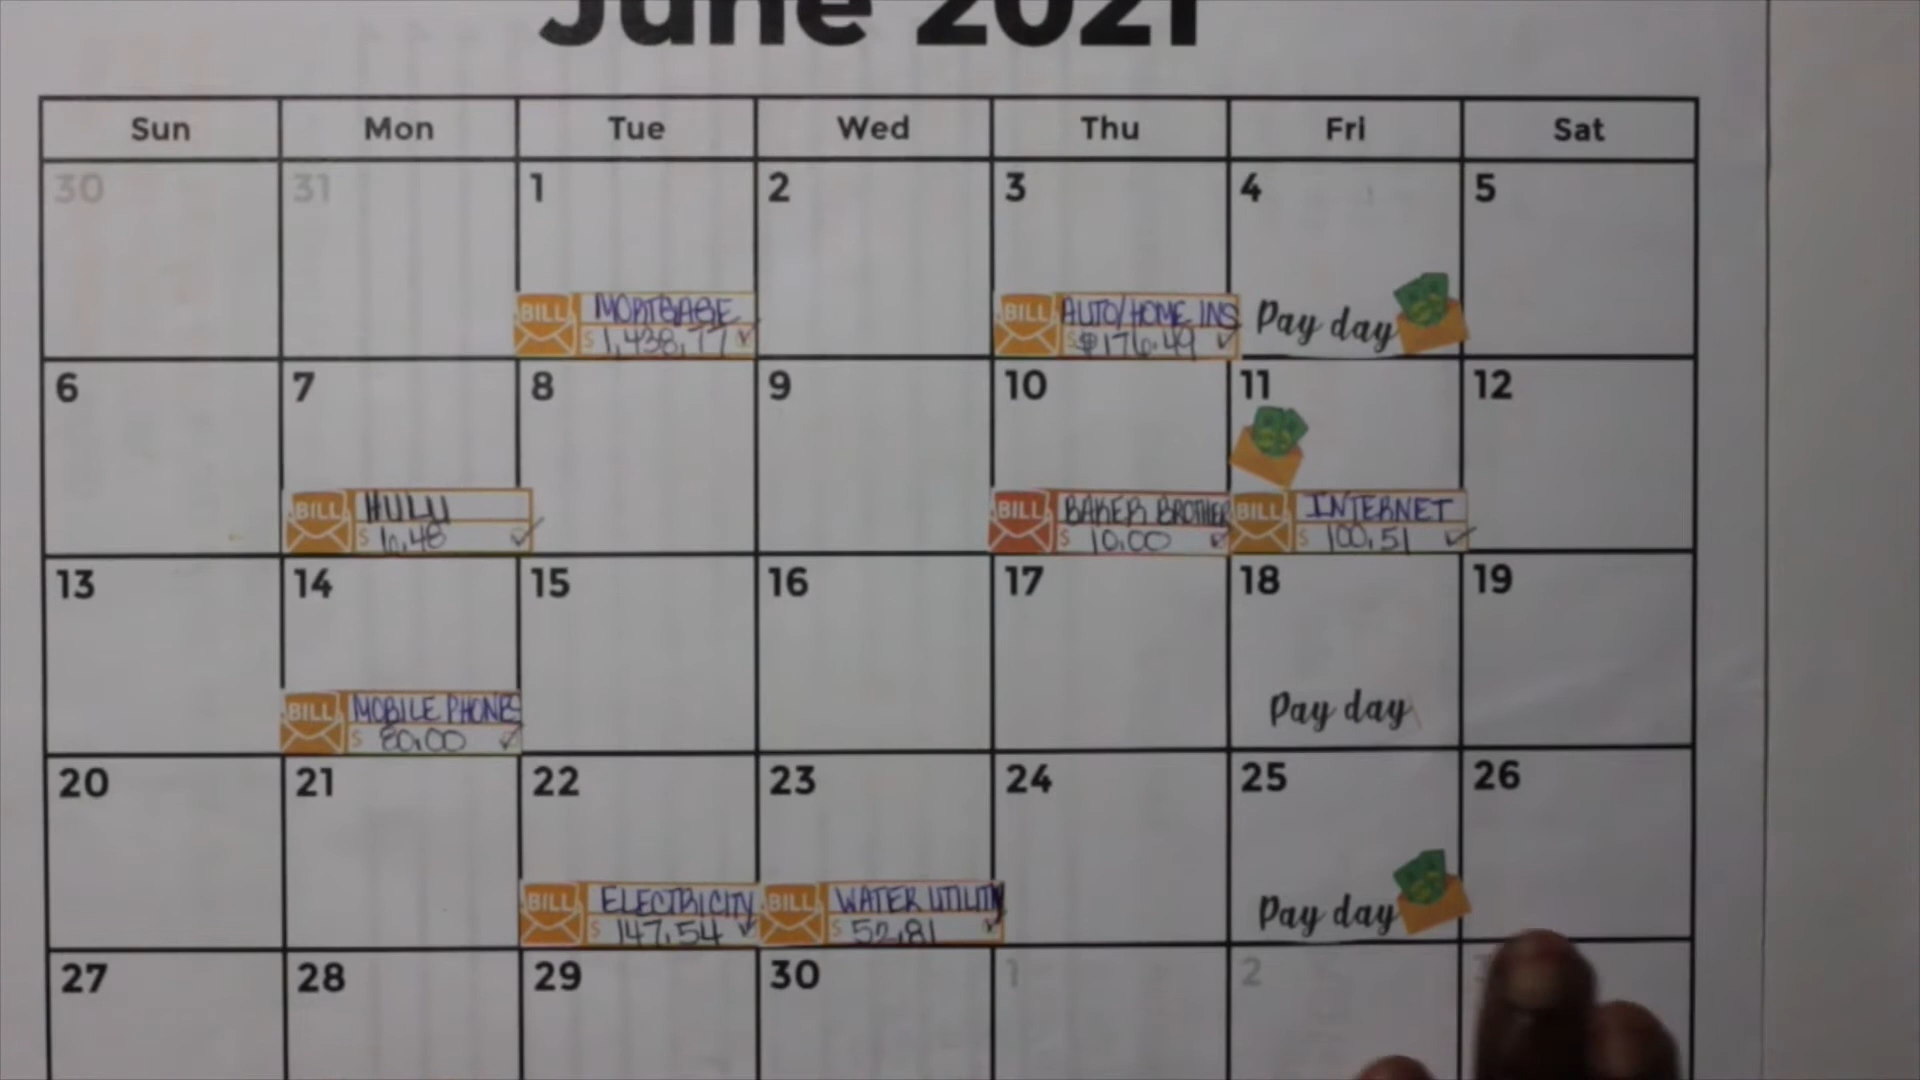 June 2021
Sun Mon Tue Wed Thu Fri Sat
30 31 1 2 3 4 5
BILL MORTGAGE
$ 1,438.77
BILL AUTO/HOME INS
$ $176.49
Pay day
6 7 8 9 10 11 12
BILL HULU
$ 6.48
BILL BAKER BROTHER
$ 10.00
BILL INTERNET
$ 100.51
13 14 15 16 17 18 19
BILL MOBILE PHONES
$ 80.00
Pay day
20 21 22 23 24 25 26
BILL ELECTRICITY
$ 147.54
BILL WATER UTILITY
$ 52.81
Pay day
27 28 29 30 1 2